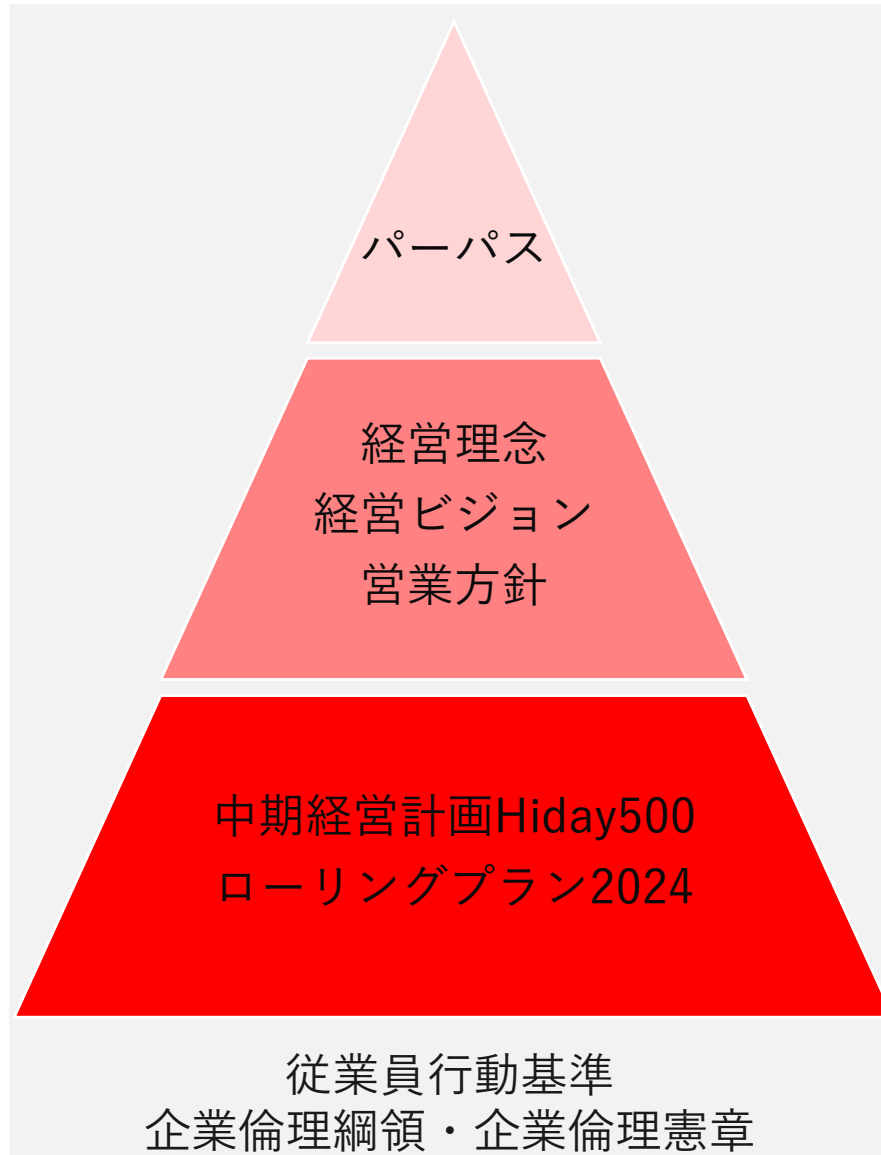 パーパス
経営理念
経営ビジョン
営業方針
中期経営計画Hiday500
ローリングプラン2024
従業員行動基準
企業倫理綱領・企業倫理憲章